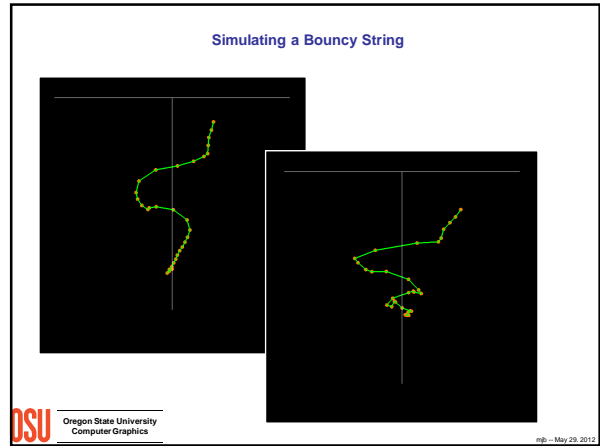 Simulating a Bouncy String
OSU
Oregon State University
Computer Graphics
mjb – May 29, 2012